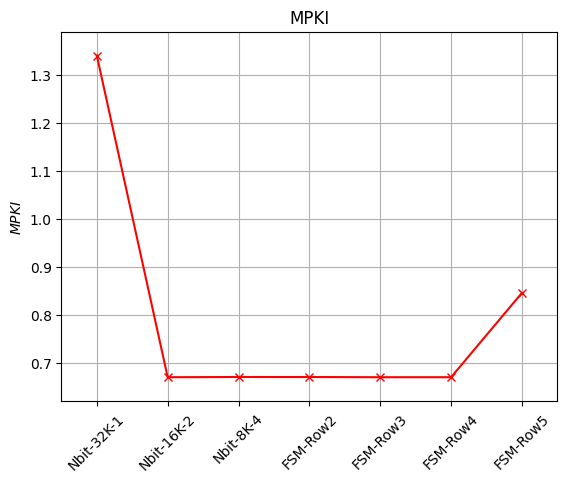 MPKI
1.3
1.2
1.1
1.0
0.9
0.8
0.7
MPKI
Nbit-32K-1
Nbit-16K-2
Nbit-8K-4
FSM-Row2
FSM-Row3
FSM-Row4
FSM-Row5